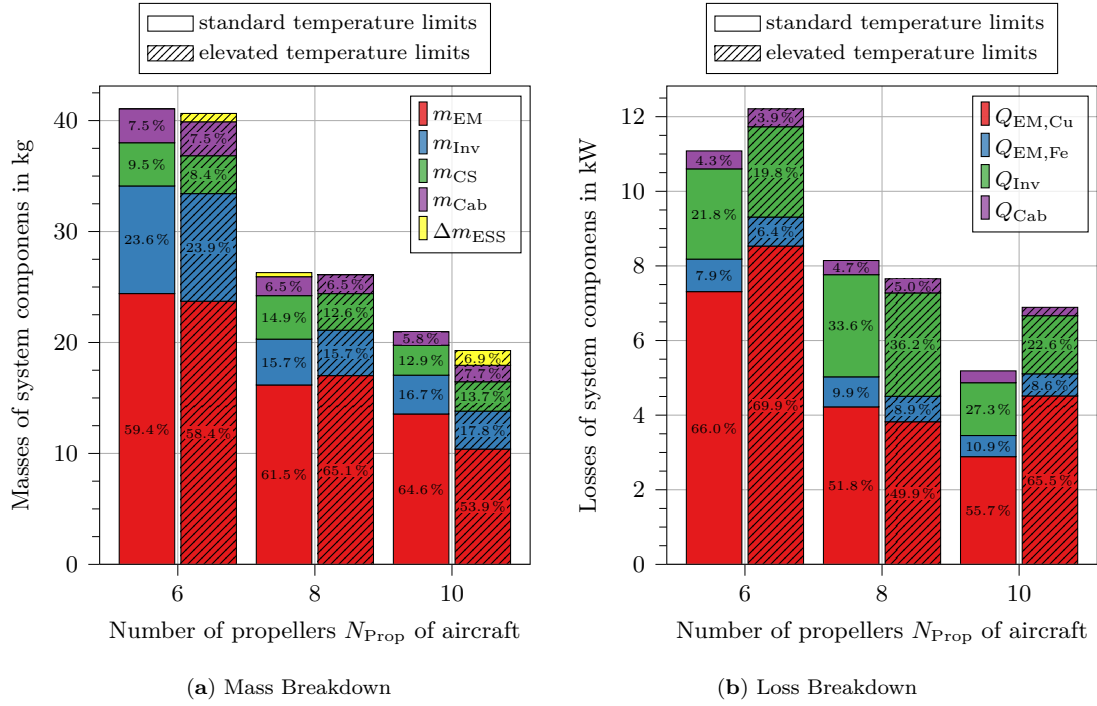 standard temperature limits
elevated temperature limits
m_EM
m_Inv
m_CS
m_Cab
Δm_ESS
Masses of system componens in kg
40
30
20
10
0
7.5 %
9.5 %
23.6 %
59.4 %
7.5 %
8.4 %
23.9 %
58.4 %
6.5 %
14.9 %
15.7 %
61.5 %
6.5 %
12.6 %
15.7 %
65.1 %
5.8 %
12.9 %
16.7 %
64.6 %
6.9 %
7.7 %
13.7 %
17.8 %
53.9 %
6 8 10
Number of propellers N_Prop of aircraft
(a) Mass Breakdown
standard temperature limits
elevated temperature limits
Q_EM,Cu
Q_EM,Fe
Q_Inv
Q_Cab
Losses of system componens in kW
12
10
8
6
4
2
0
4.3 %
21.8 %
7.9 %
66.0 %
3.9 %
19.8 %
6.4 %
69.9 %
4.7 %
33.6 %
9.9 %
51.8 %
5.0 %
36.2 %
8.9 %
49.9 %
27.3 %
10.9 %
55.7 %
22.6 %
8.6 %
65.5 %
6 8 10
Number of propellers N_Prop of aircraft
(b) Loss Breakdown